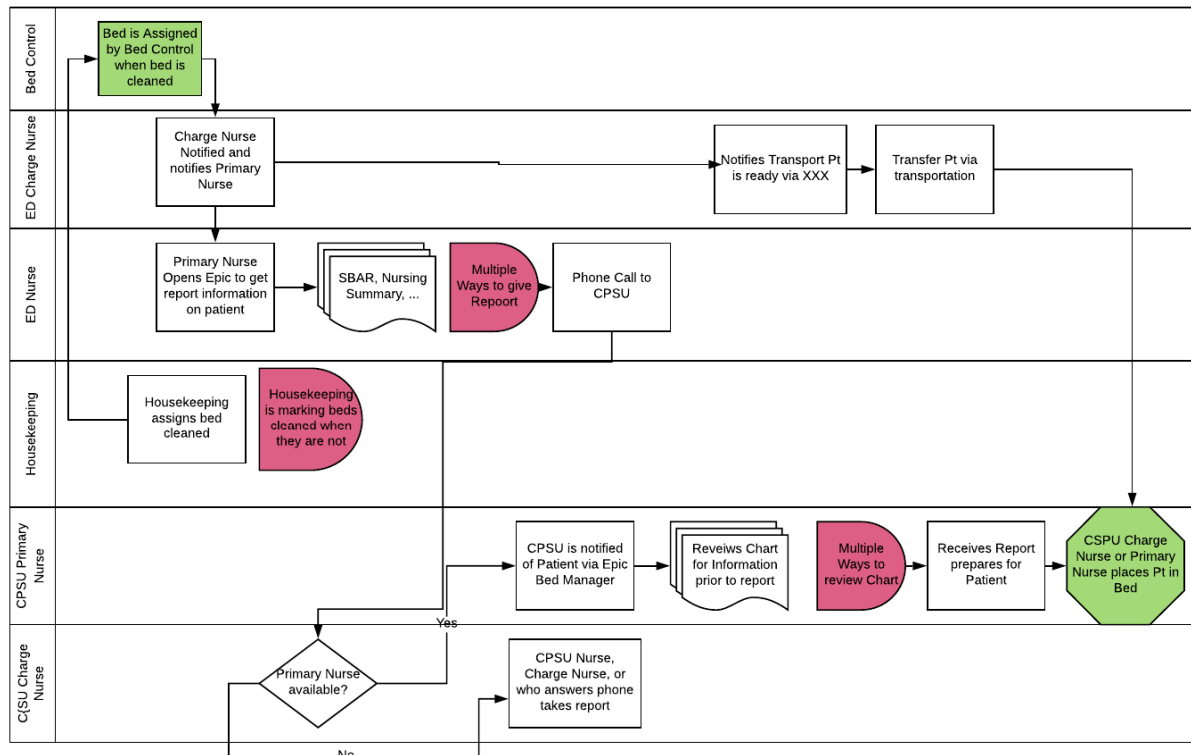 Bed Control
Bed is Assigned
by Bed Control
when bed is
cleaned
ED Charge Nurse
Charge Nurse
Notified and
notifies Primary
Nurse
Notifies Transport Pt
is ready via XXX
Transfer Pt via
transportation
ED Nurse
Primary Nurse
Opens Epic to get
report information
on patient
SBAR, Nursing
Summary, ...
Multiple
Ways to give
Repoort
Phone Call to
CPSU
Housekeeping
Housekeeping
assigns bed
cleaned
Housekeeping
is marking beds
cleaned when
they are not
CPSU Primary
Nurse
CPSU is notified
of Patient via Epic
Bed Manager
Reveiws Chart
for Information
prior to report
Multiple
Ways to
review Chart
Receives Report
prepares for
Patient
CSPU Charge
Nurse or Primary
Nurse places Pt in
Bed
Yes
C{SU Charge
Nurse
Primary Nurse
available?
CPSU Nurse,
Charge Nurse, or
who answers phone
takes report
No